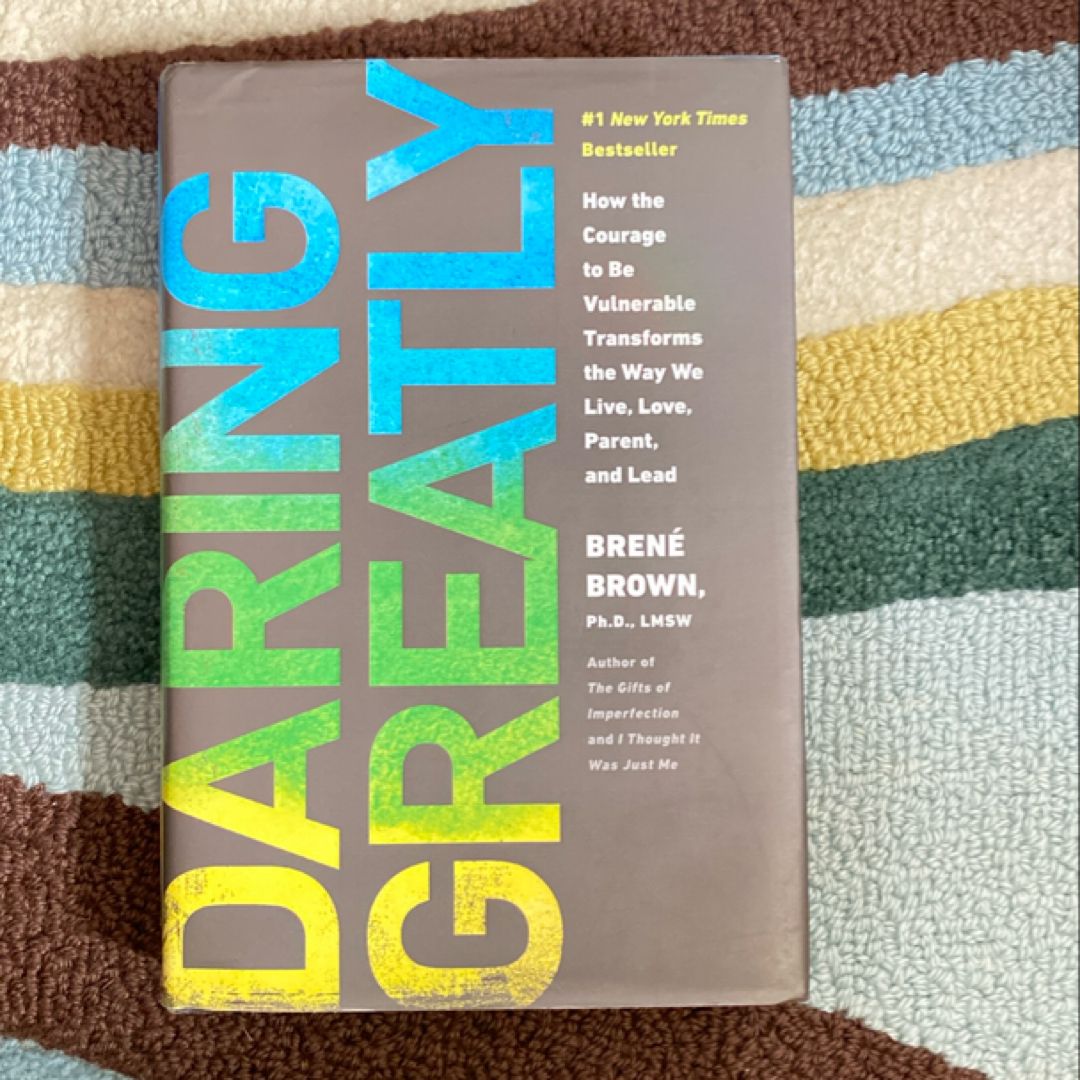 DARING
GREATLY
#1 New York Times
Bestseller
How the
Courage
to Be
Vulnerable
Transforms
the Way We
Live, Love,
Parent,
and Lead
BRENÉ
BROWN,
Ph.D., LMSW
Author of
The Gifts of
Imperfection
and I Thought It
Was Just Me